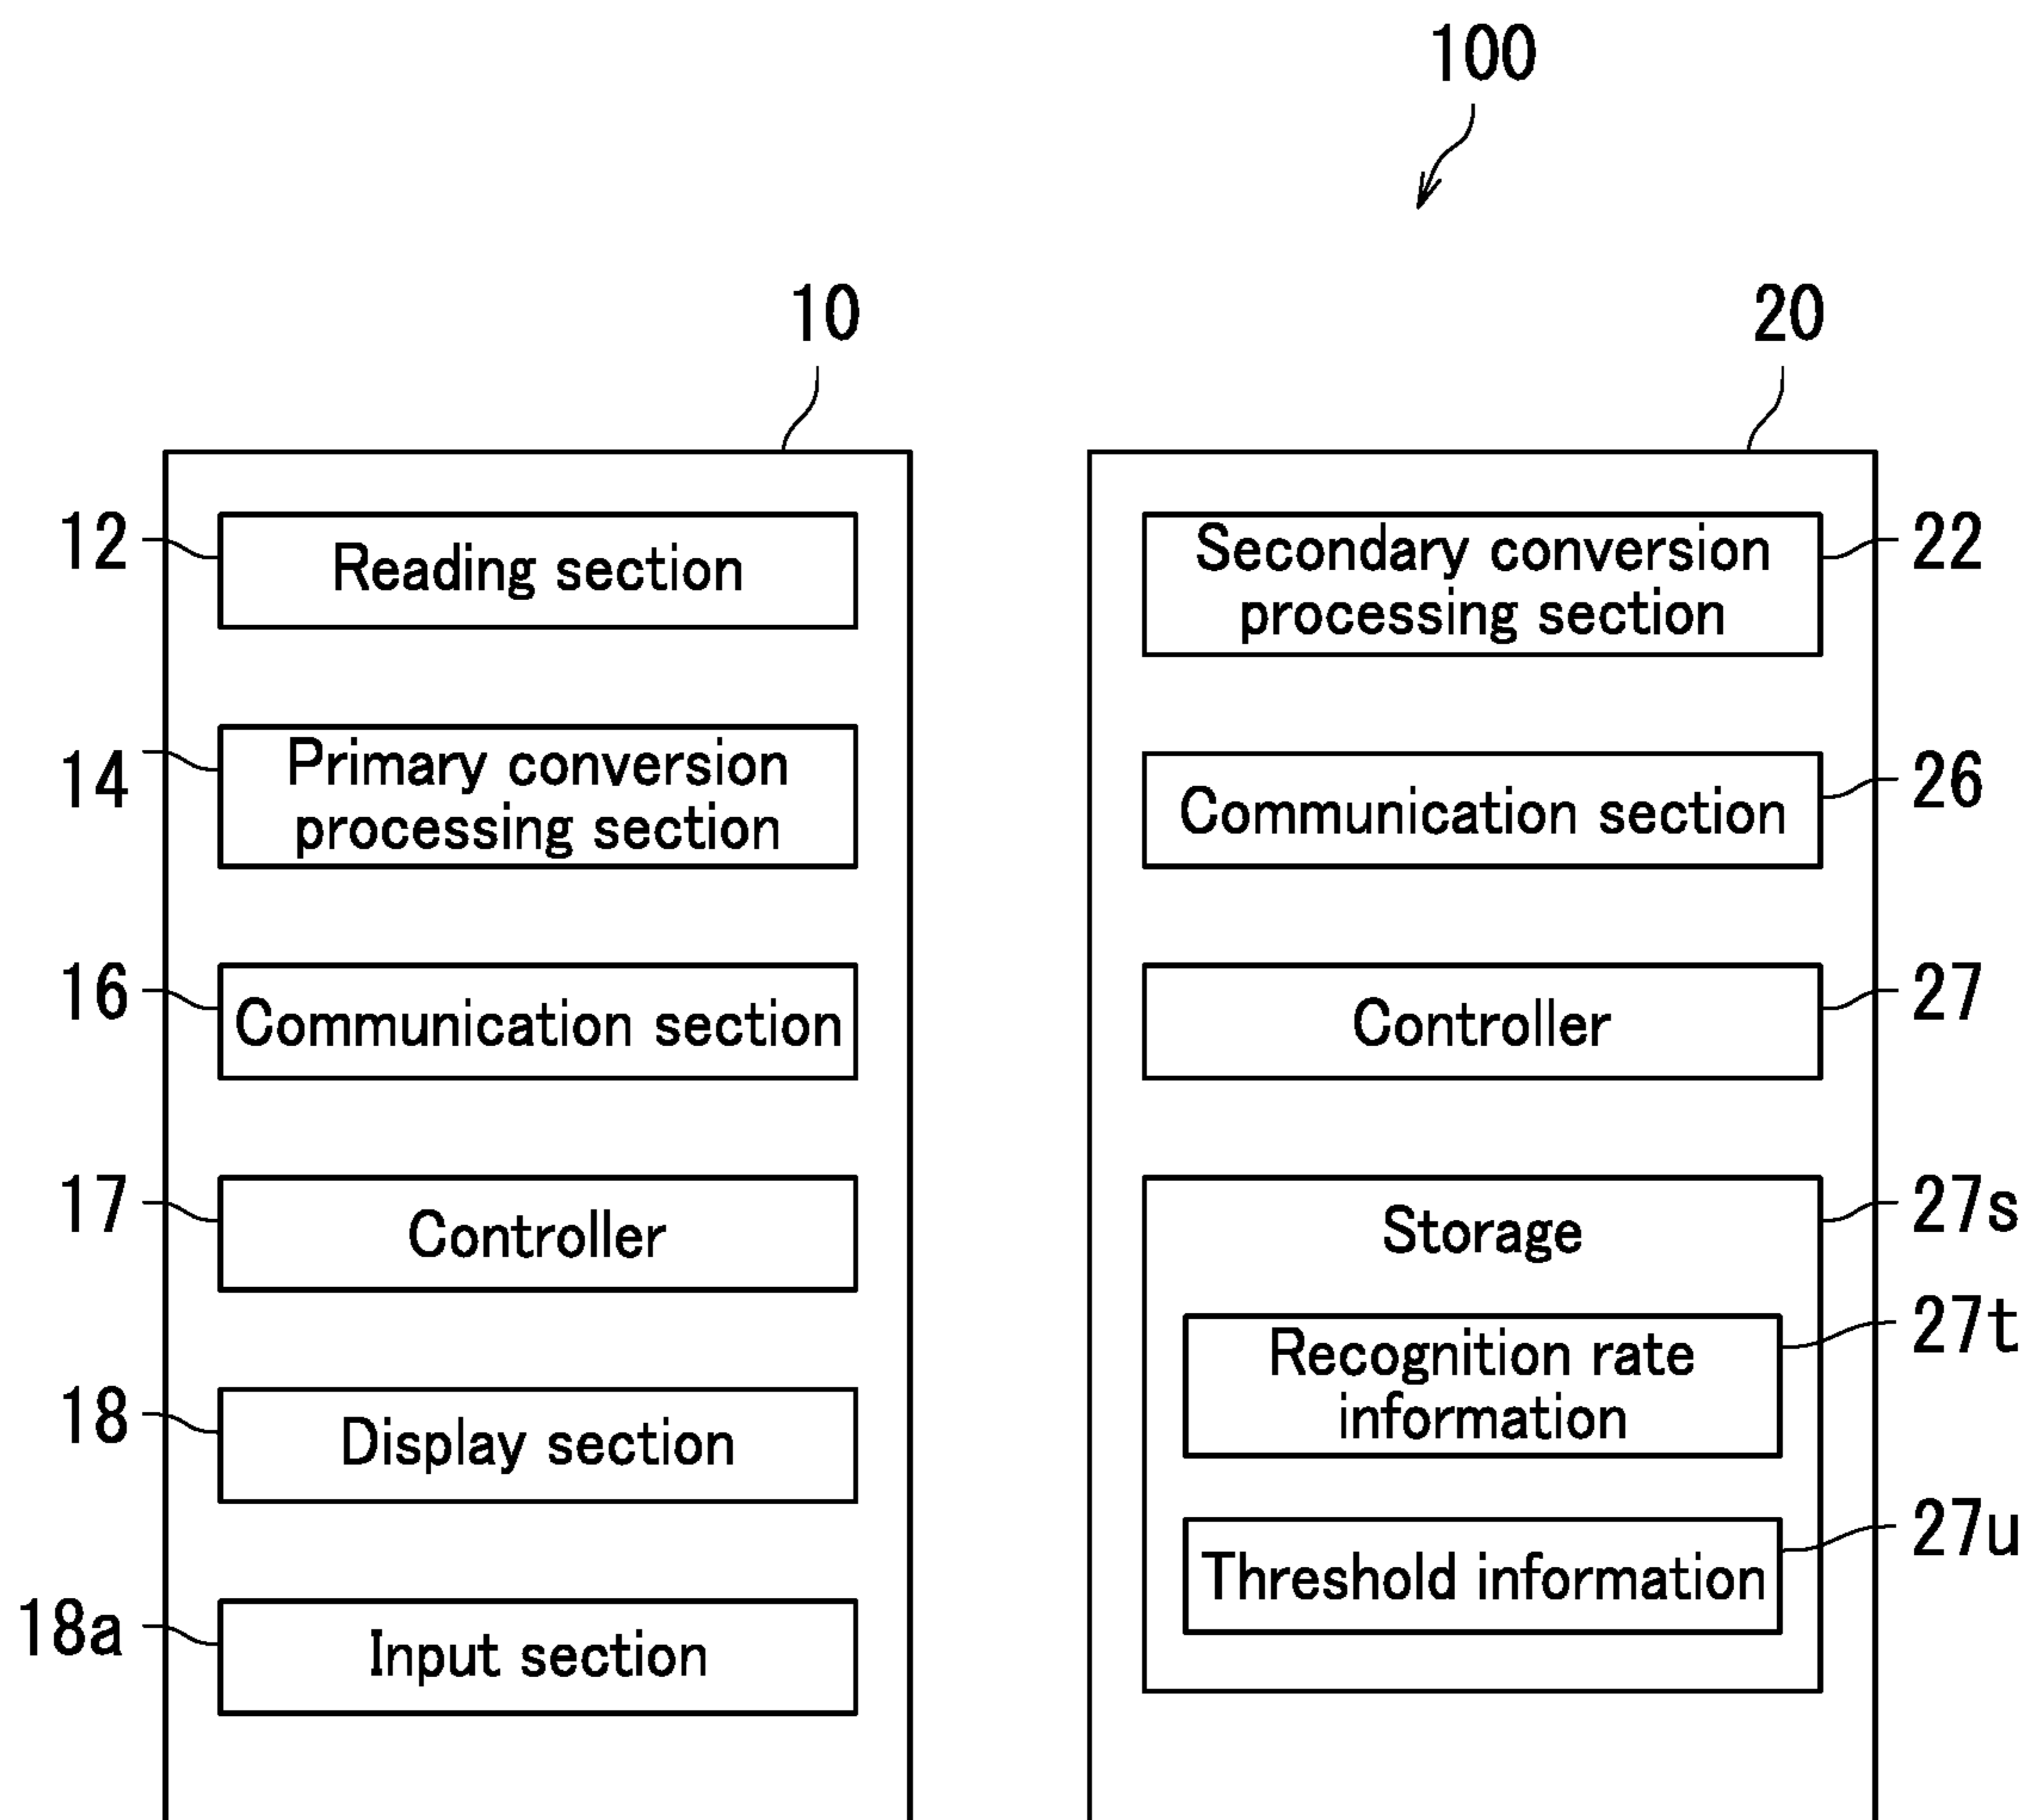 100
10
20
12
Reading section
14
Primary conversion
processing section
16
Communication section
17
Controller
18
Display section
18a
Input section
Secondary conversion
processing section
22
Communication section
26
Controller
27
Storage
27s
Recognition rate
information
27t
Threshold information
27u